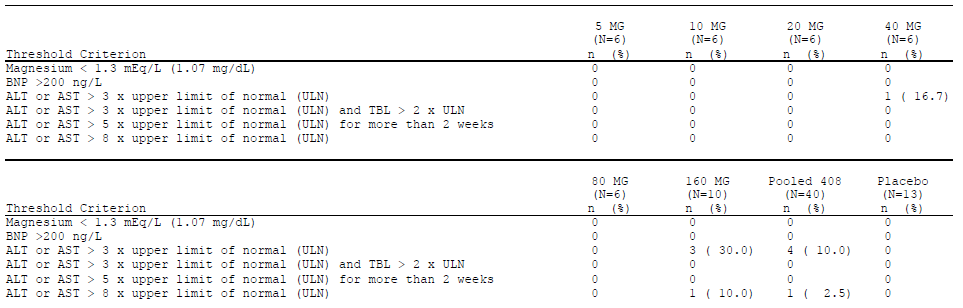 5 MG 10 MG 20 MG 40 MG
(N=6) (N=6) (N=6) (N=6)
Threshold Criterion n (%) n (%) n (%) n (%)
Magnesium < 1.3 mEq/L (1.07 mg/dL) 0 0 0 0
BNP >200 ng/L 0 0 0 0
ALT or AST > 3 x upper limit of normal (ULN) 0 0 0 1 ( 16.7)
ALT or AST > 3 x upper limit of normal (ULN) and TBL > 2 x ULN 0 0 0 0
ALT or AST > 5 x upper limit of normal (ULN) for more than 2 weeks 0 0 0 0
ALT or AST > 8 x upper limit of normal (ULN) 0 0 0 0
80 MG 160 MG Pooled 408 Placebo
(N=6) (N=10) (N=40) (N=13)
Threshold Criterion n (%) n (%) n (%) n (%)
Magnesium < 1.3 mEq/L (1.07 mg/dL) 0 0 0 0
BNP >200 ng/L 0 0 0 0
ALT or AST > 3 x upper limit of normal (ULN) 0 3 ( 30.0) 4 ( 10.0) 0
ALT or AST > 3 x upper limit of normal (ULN) and TBL > 2 x ULN 0 0 0 0
ALT or AST > 5 x upper limit of normal (ULN) for more than 2 weeks 0 0 0 0
ALT or AST > 8 x upper limit of normal (ULN) 0 1 ( 10.0) 1 ( 2.5) 0